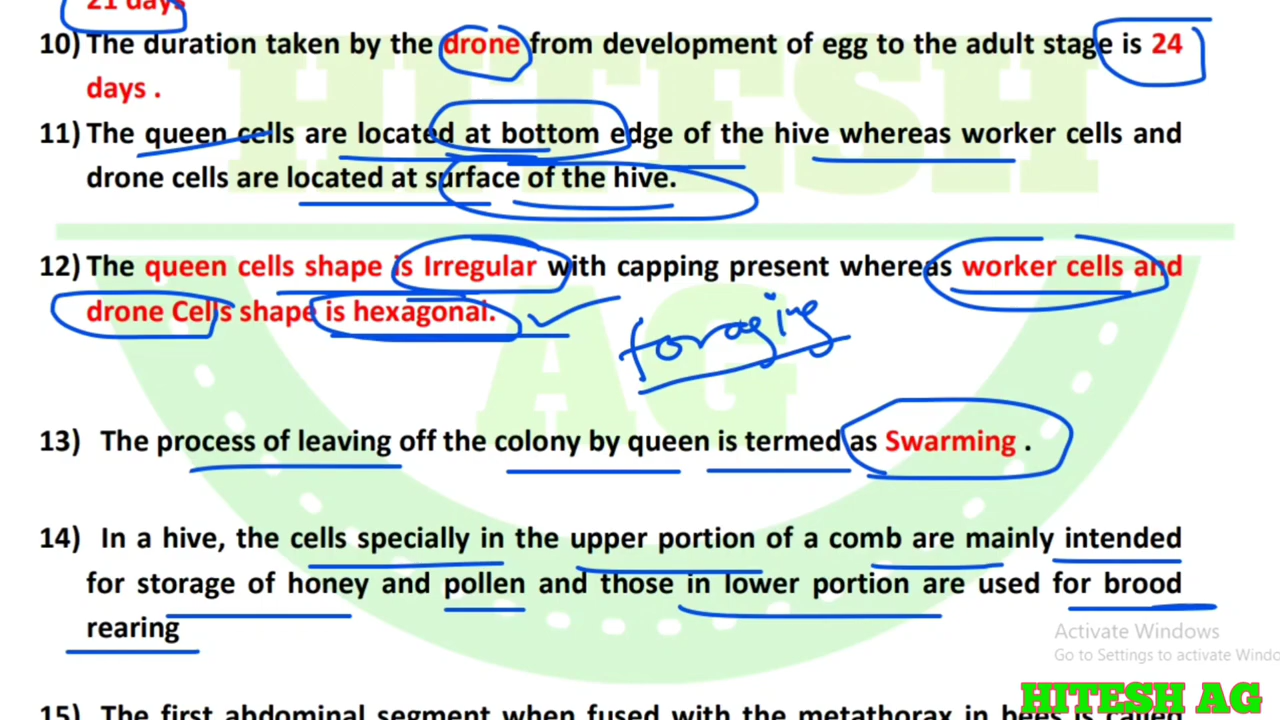 21 days
10) The duration taken by the drone from development of egg to the adult stage is 24
days .
11) The queen cells are located at bottom edge of the hive whereas worker cells and
drone cells are located at surface of the hive.
12) The queen cells shape is Irregular with capping present whereas worker cells and
drone Cells shape is hexagonal.
foraging
13) The process of leaving off the colony by queen is termed as Swarming .
14) In a hive, the cells specially in the upper portion of a comb are mainly intended
for storage of honey and pollen and those in lower portion are used for brood
rearing
Activate Windows
Go to Settings to activate Windo
HITESH AG
15) The first abdominal segment when fused with the metathorax in bees is called
HITESH
AG